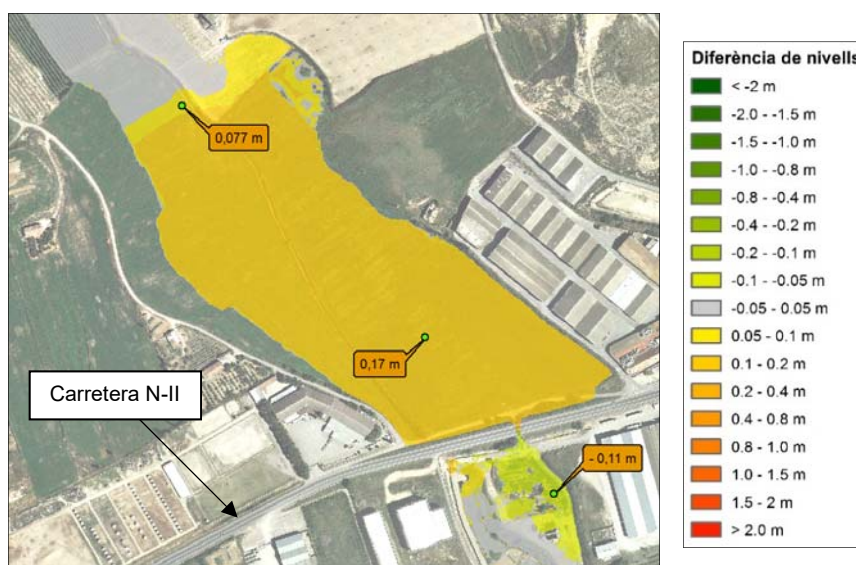 0,077 m
0,17 m
Carretera N-II
- 0,11 m
Diferència de nivells
< -2 m
-2.0 - -1.5 m
-1.5 - -1.0 m
-1.0 - -0.8 m
-0.8 - -0.4 m
-0.4 - -0.2 m
-0.2 - -0.1 m
-0.1 - -0.05 m
-0.05 - 0.05 m
0.05 - 0.1 m
0.1 - 0.2 m
0.2 - 0.4 m
0.4 - 0.8 m
0.8 - 1.0 m
1.0 - 1.5 m
1.5 - 2 m
> 2.0 m